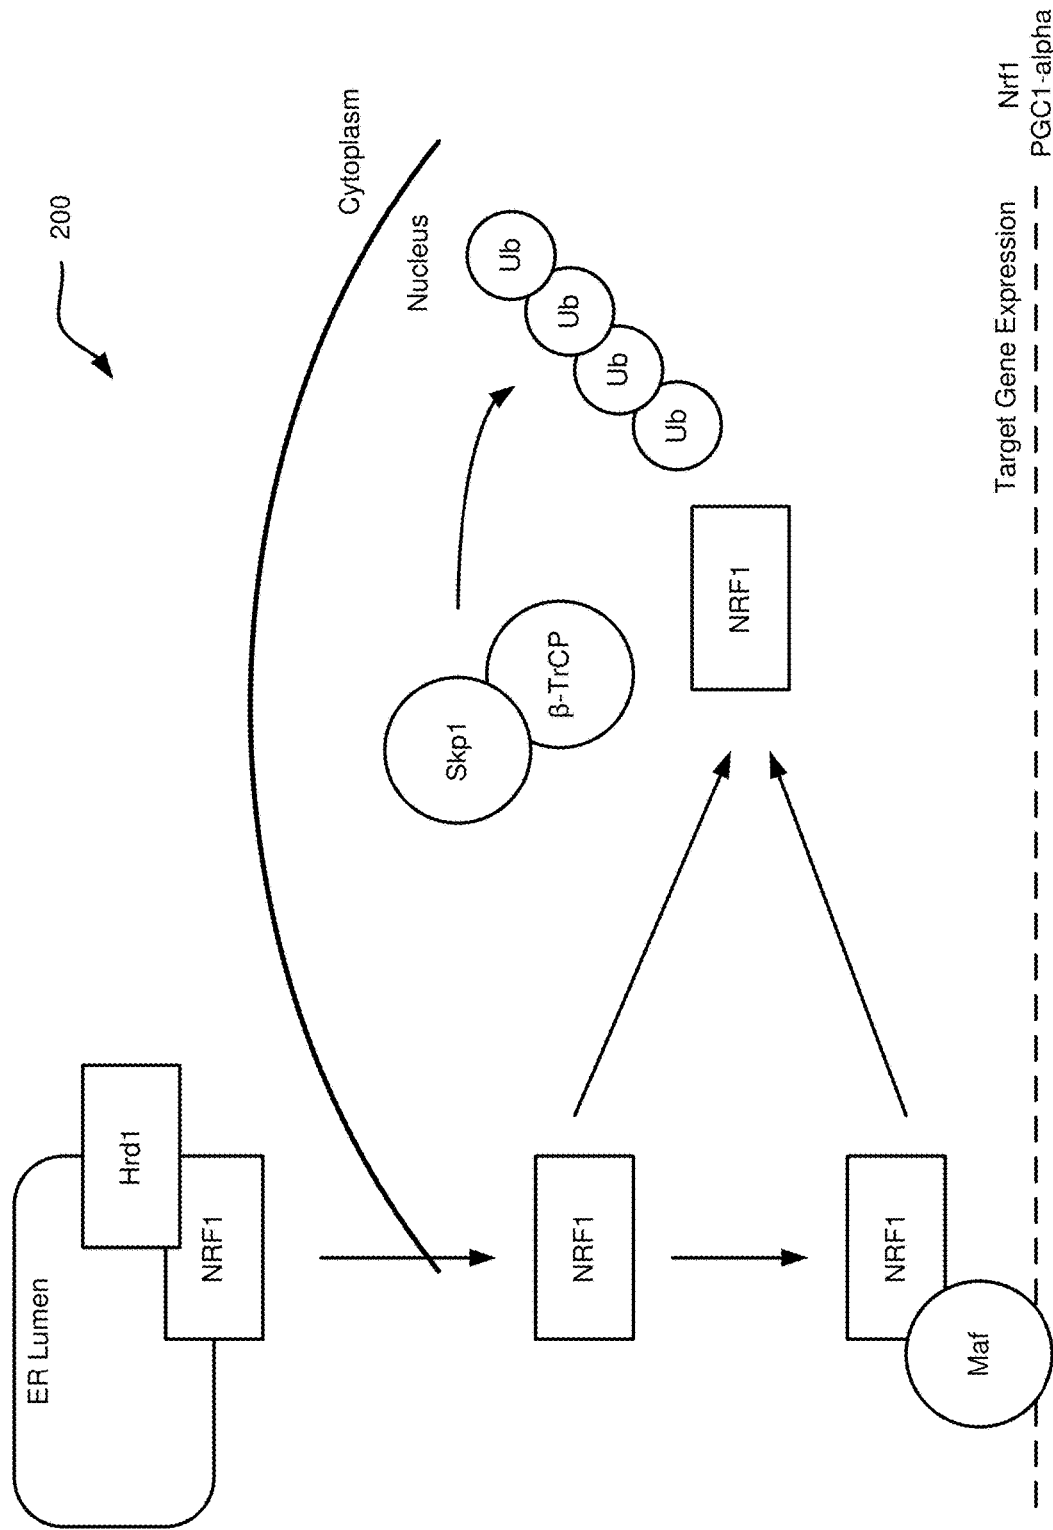 200
ER Lumen
Hrd1
NRF1
Cytoplasm
Nucleus
Skp1
β-TrCP
Ub
Ub
Ub
Ub
NRF1
NRF1
NRF1
Maf
Target Gene Expression
Nrf1
PGC1-alpha